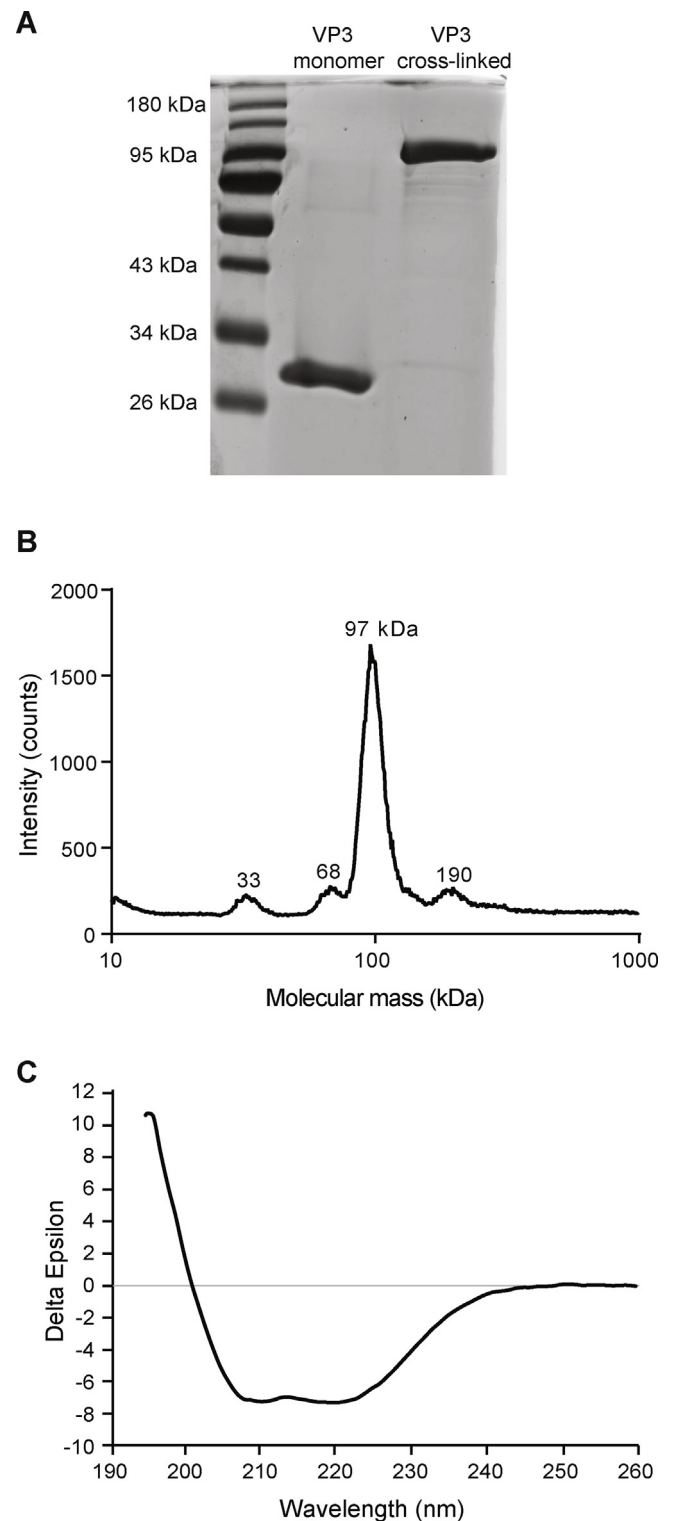 A
VP3 monomer
VP3 cross-linked
180 kDa
95 kDa
43 kDa
34 kDa
26 kDa
B
2000
1500
1000
500
0
Intensity (counts)
97 kDa
33
68
190
10
100
1000
Molecular mass (kDa)
C
12
10
8
6
4
2
0
-2
-4
-6
-8
-10
Delta Epsilon
190
200
210
220
230
240
250
260
Wavelength (nm)